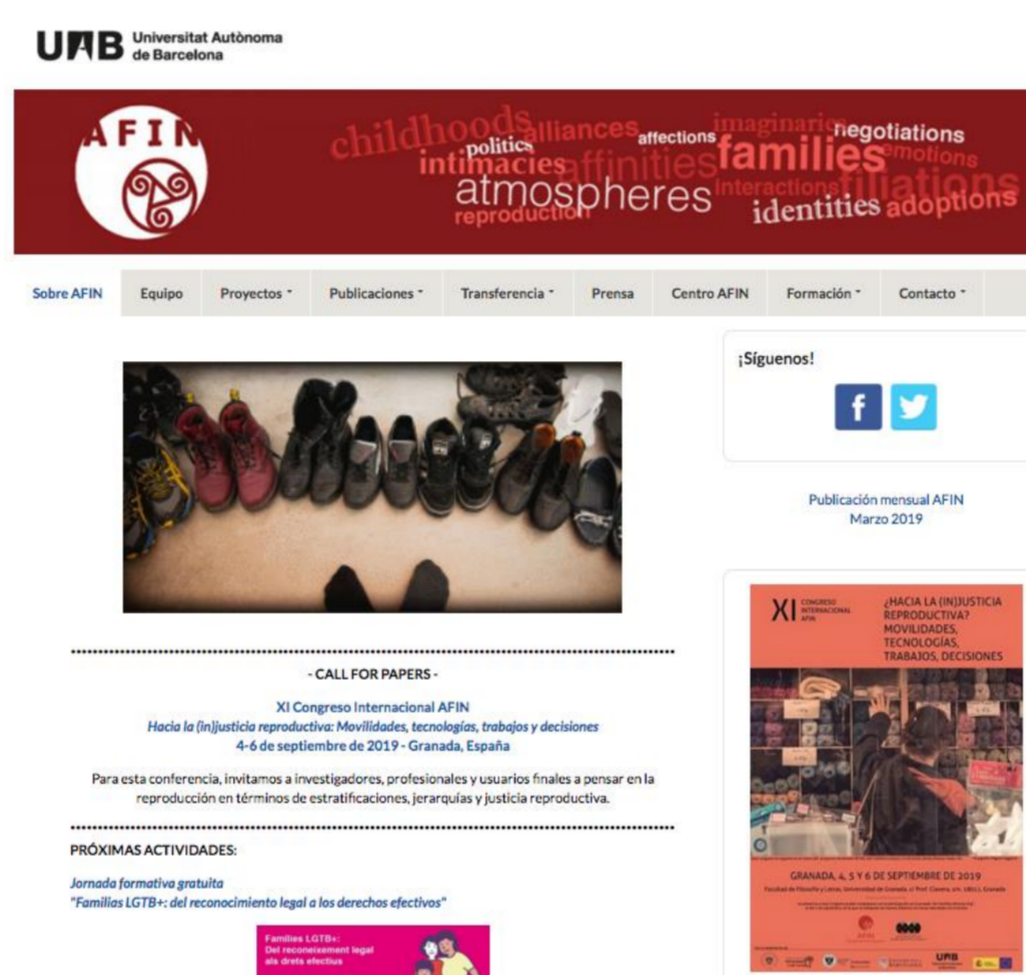 UAB Universitat Autònoma
de Barcelona
AFIN
childhoods
politics
alliances
affections
imaginaries
negotiations
intimacies
affinities
families
emotions
atmospheres
interactions
filiations
reproduction
identities
adoptions
Sobre AFIN Equipo Proyectos Publicaciones Transferencia Prensa Centro AFIN Formación Contacto
¡Síguenos!
Publicación mensual AFIN
Marzo 2019
- CALL FOR PAPERS -
XI Congreso Internacional AFIN
Hacia la (in)justicia reproductiva: Movilidades, tecnologías, trabajos y decisiones
4-6 de septiembre de 2019 - Granada, España
Para esta conferencia, invitamos a investigadores, profesionales y usuarios finales a pensar en la
reproducción en términos de estratificaciones, jerarquías y justicia reproductiva.
PRÓXIMAS ACTIVIDADES:
Jornada formativa gratuita
"Familias LGTB+: del reconocimiento legal a los derechos efectivos"
Famílies LGTB+:
Del reconeixement legal
als drets efectius
XI CONGRESO
INTERNACIONAL
AFIN
¿HACIA LA (IN)JUSTICIA
REPRODUCTIVA?
MOVILIDADES,
TECNOLOGÍAS,
TRABAJOS, DECISIONES
GRANADA, 4, 5 Y 6 DE SEPTIEMBRE DE 2019
Facultad de Filosofía y Letras, Universidad de Granada, c/ Prof. Clavera, s/n. 18011, Granada
AFIN
UAB